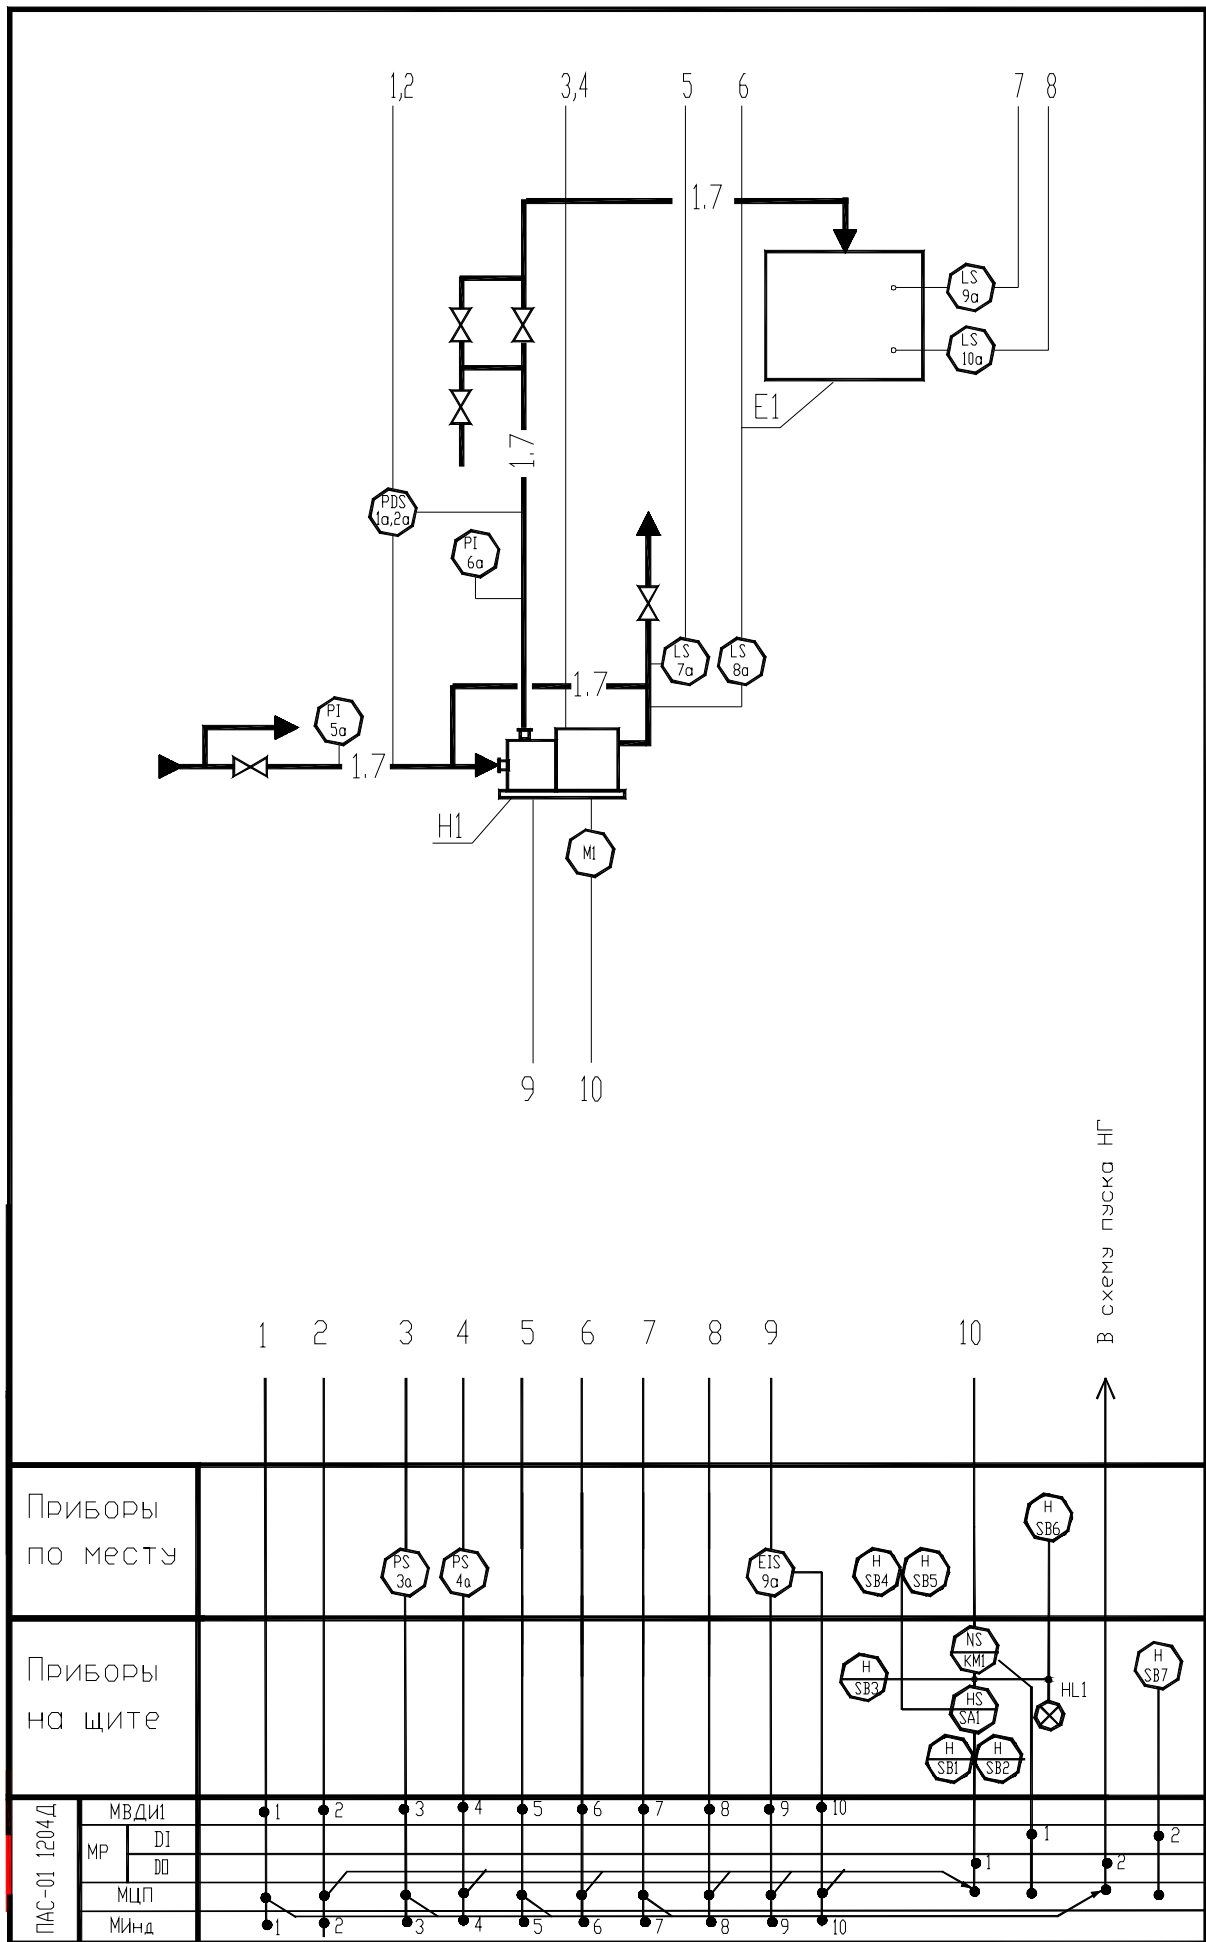 1,2 3,4 5 6 7 8
1.7
LS 9a
LS 10a
E1
1.7
PDS 1a,2a
PI 6a
LS 7a
LS 8a
1.7
PI 5a
1.7
H1
M1
9 10
В схему пуска НГ
1 2 3 4 5 6 7 8 9 10
Приборы
по месту
PS 3a
PS 4a
EIS 9a
H SB4
H SB5
H SB6
Приборы
на щите
NS KM1
H SB3
HS SA1
HL1
H SB7
H SB1
H SB2
ПАС-01 1204Д
МВДИ1 1 2 3 4 5 6 7 8 9 10
МР
DI 1 2
DO 1 2
МЦП
МИнд 1 2 3 4 5 6 7 8 9 10